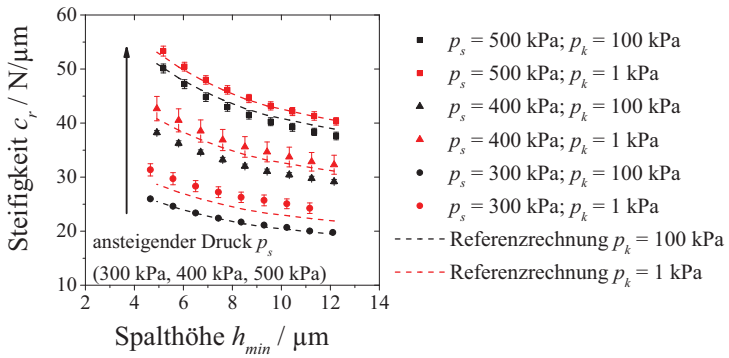 Steifigkeit c_r / N/µm
60
50
40
30
20
10
ansteigender Druck p_s
(300 kPa, 400 kPa, 500 kPa)
2 4 6 8 10 12 14
Spalthöhe h_min / µm
p_s = 500 kPa; p_k = 100 kPa
p_s = 500 kPa; p_k = 1 kPa
p_s = 400 kPa; p_k = 100 kPa
p_s = 400 kPa; p_k = 1 kPa
p_s = 300 kPa; p_k = 100 kPa
p_s = 300 kPa; p_k = 1 kPa
Referenzrechnung p_k = 100 kPa
Referenzrechnung p_k = 1 kPa